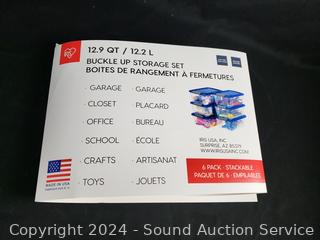 12.9 QT / 12.2 L
BUCKLE UP STORAGE SET
BOITES DE RANGEMENT À FERMETURES
· GARAGE · GARAGE
· CLOSET · PLACARD
· OFFICE · BUREAU
· SCHOOL · ÉCOLE
· CRAFTS · ARTISANAT
· TOYS · JOUETS
IRIS USA, INC.
SURPRISE, AZ 85379
WWW.IRISUSAINC.COM
6 PACK · STACKABLE
PAQUET DE 6 · EMPILABLES
MADE IN USA
Copyright 2024 - Sound Auction Service